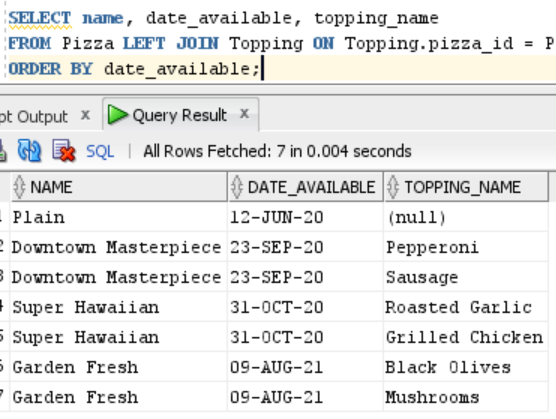 SELECT name, date_available, topping_name
FROM Pizza LEFT JOIN Topping ON Topping.pizza_id = P
ORDER BY date_available;
pt Output x Query Result x
SQL | All Rows Fetched: 7 in 0.004 seconds
NAME DATE_AVAILABLE TOPPING_NAME
1 Plain 12-JUN-20 (null)
2 Downtown Masterpiece 23-SEP-20 Pepperoni
3 Downtown Masterpiece 23-SEP-20 Sausage
4 Super Hawaiian 31-OCT-20 Roasted Garlic
5 Super Hawaiian 31-OCT-20 Grilled Chicken
6 Garden Fresh 09-AUG-21 Black Olives
7 Garden Fresh 09-AUG-21 Mushrooms